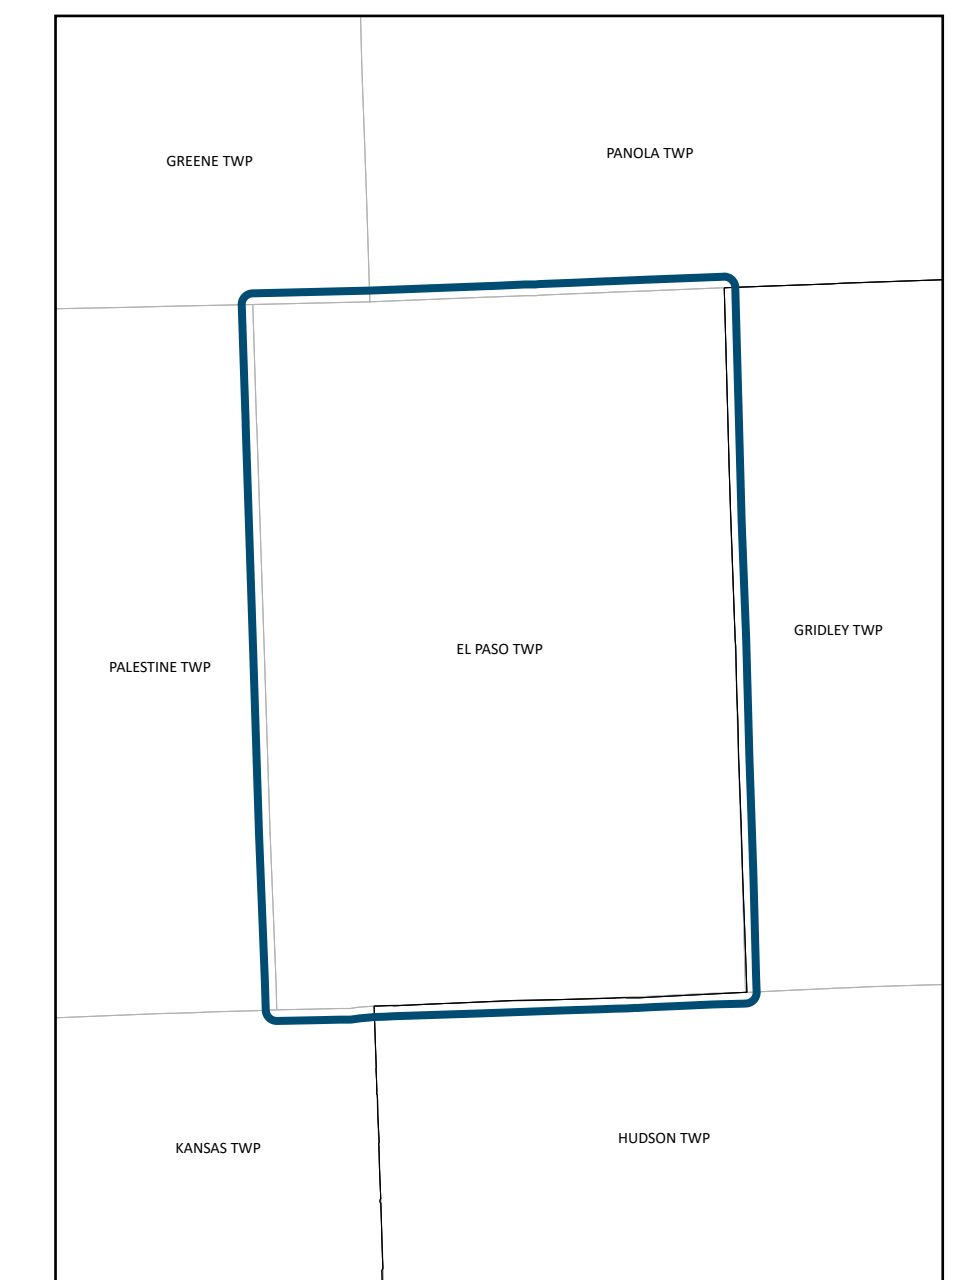 GREENE TWP
PANOLA TWP
GRIDLEY TWP
EL PASO TWP
PALESTINE TWP
HUDSON TWP
KANSAS TWP